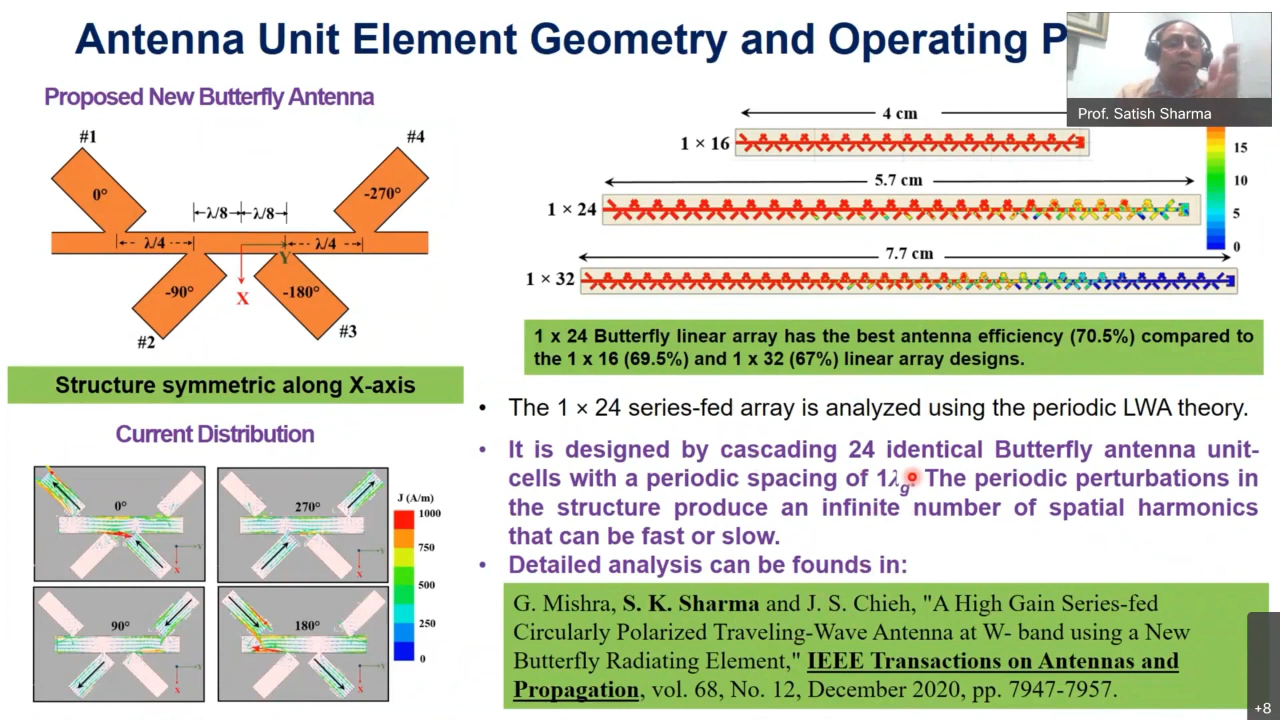 Antenna Unit Element Geometry and Operating P
Prof. Satish Sharma
Proposed New Butterfly Antenna
#1
#4
0°
-270°
λ/8
λ/8
λ/4
λ/4
Y
X
-90°
-180°
#2
#3
Structure symmetric along X-axis
Current Distribution
0°
270°
90°
180°
X
Y
X
X
X
J (A/m)
1000
750
500
250
0
4 cm
1 × 16
5.7 cm
1 × 24
7.7 cm
1 × 32
15
10
5
0
1 x 24 Butterfly linear array has the best antenna efficiency (70.5%) compared to
the 1 x 16 (69.5%) and 1 x 32 (67%) linear array designs.
• The 1 × 24 series-fed array is analyzed using the periodic LWA theory.
• It is designed by cascading 24 identical Butterfly antenna unit-
cells with a periodic spacing of 1λg. The periodic perturbations in
the structure produce an infinite number of spatial harmonics
that can be fast or slow.
• Detailed analysis can be founds in:
G. Mishra, S. K. Sharma and J. S. Chieh, "A High Gain Series-fed
Circularly Polarized Traveling-Wave Antenna at W- band using a New
Butterfly Radiating Element," IEEE Transactions on Antennas and
Propagation, vol. 68, No. 12, December 2020, pp. 7947-7957.
+8